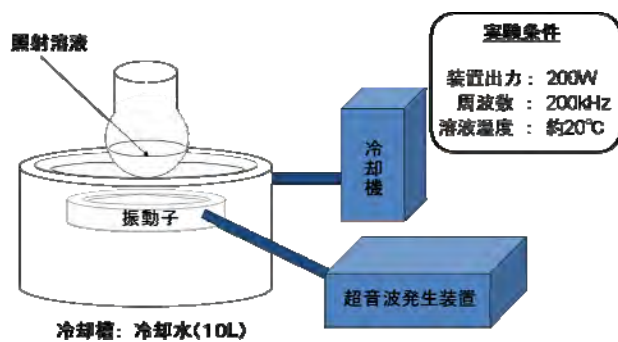 照射溶液
実験条件
装置出力： 200W
周波数 ： 200kHz
溶液温度 ： 約20℃
冷却機
振動子
超音波発生装置
冷却槽: 冷却水(10L)